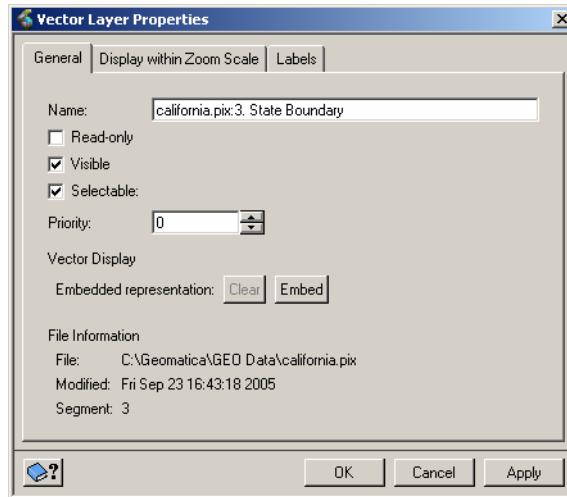 Vector Layer Properties
General Display within Zoom Scale Labels
Name: california.pix:3. State Boundary
Read-only
Visible
Selectable:
Priority: 0
Vector Display
Embedded representation: Clear Embed
File Information
File: C:\Geomatica\GEO Data\california.pix
Modified: Fri Sep 23 16:43:18 2005
Segment: 3
? OK Cancel Apply